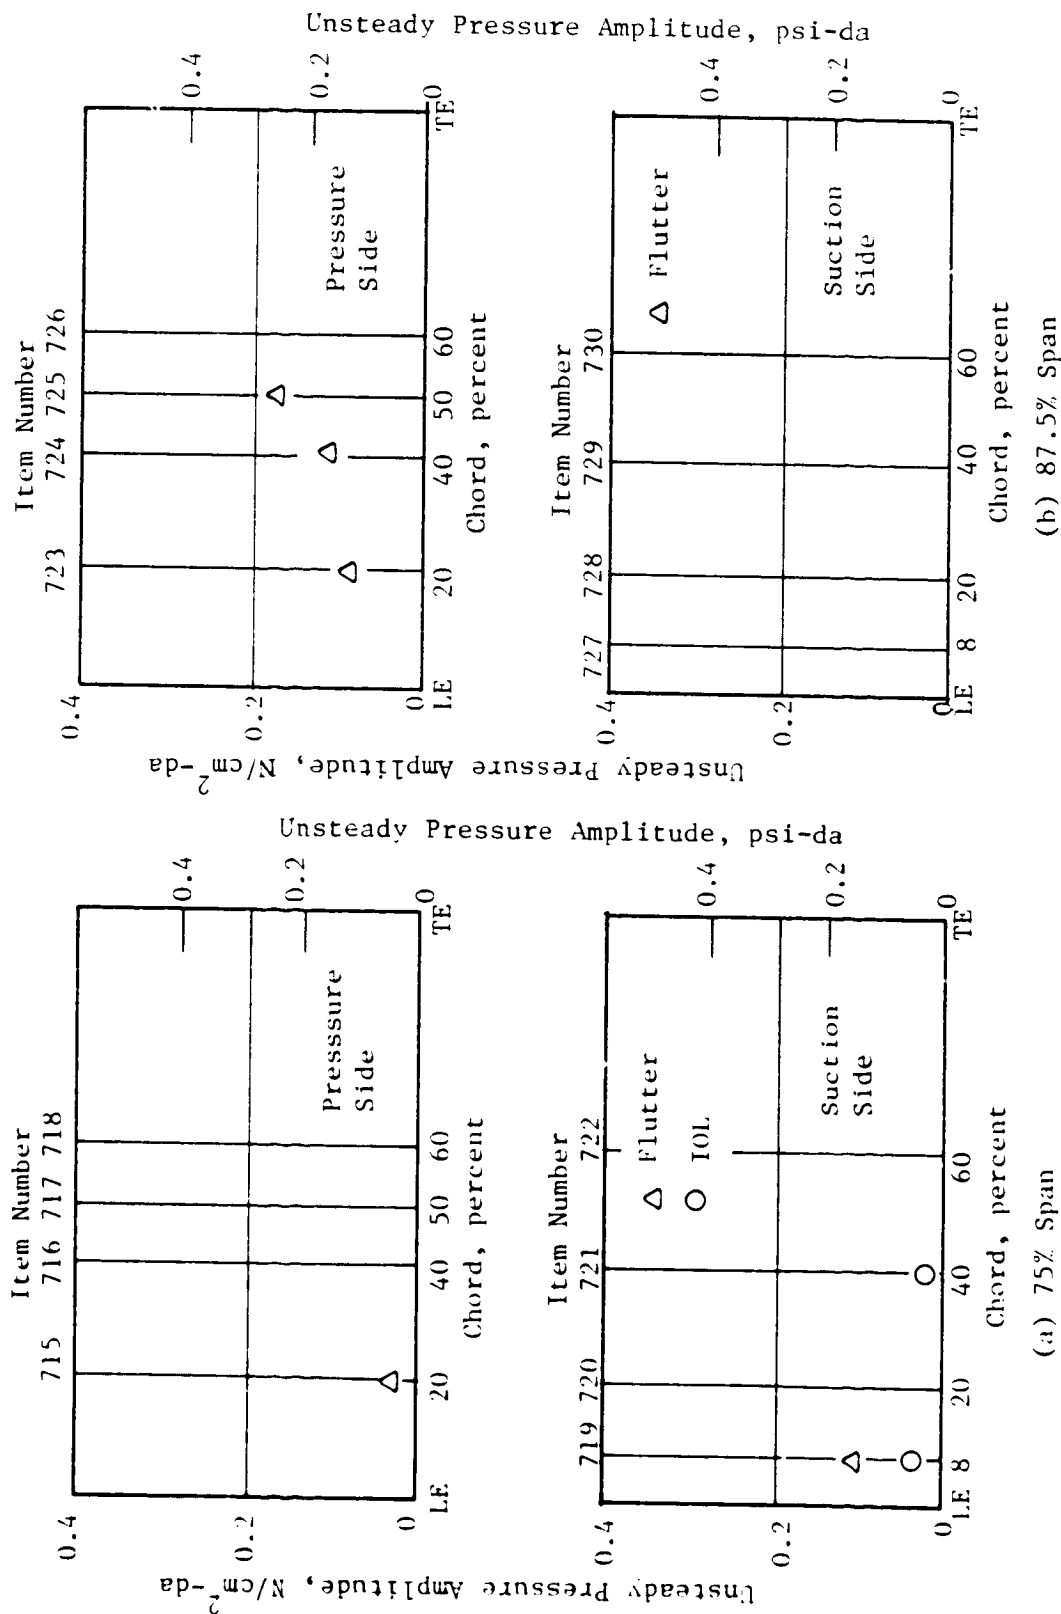 Item Number
715 716 717 718
Unsteady Pressure Amplitude, N/cm²-da
0.4
0.2
0
Presssure
Side
0.4
0.2
0
Unsteady Pressure Amplitude, psi-da
LE 20 40 50 60 TE
Chord, percent
Item Number
719 720 721 722
0.4
0.2
0
Flutter
IOL
Suction
Side
0.4
0.2
0
LE 8 20 40 60 TE
Chord, percent
(a) 75% Span
Item Number
723 724 725 726
Unsteady Pressure Amplitude, N/cm²-da
0.4
0.2
0
Pressure
Side
0.4
0.2
0
Unsteady Pressure Amplitude, psi-da
LE 20 40 50 60 TE
Chord, percent
Item Number
727 728 729 730
0.4
0.2
0
Flutter
Suction
Side
0.4
0.2
0
LE 8 20 40 60 TE
Chord, percent
(b) 87.5% Span